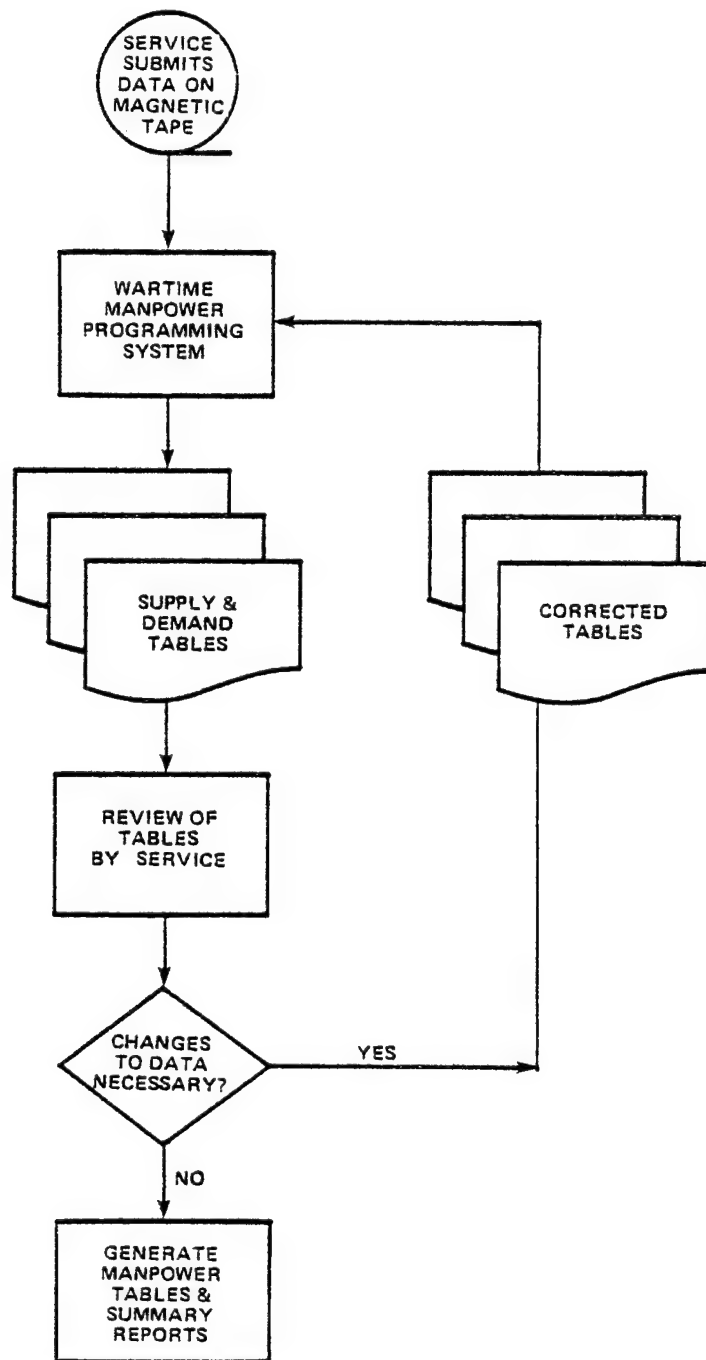 SERVICE
SUBMITS
DATA ON
MAGNETIC
TAPE
WARTIME
MANPOWER
PROGRAMMING
SYSTEM
SUPPLY &
DEMAND
TABLES
CORRECTED
TABLES
REVIEW OF
TABLES
BY SERVICE
CHANGES
TO DATA
NECESSARY?
YES
NO
GENERATE
MANPOWER
TABLES &
SUMMARY
REPORTS